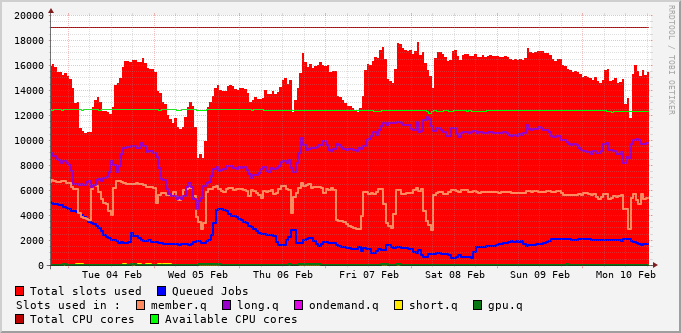 20000
18000
16000
14000
12000
10000
8000
6000
4000
2000
0
Tue 04 Feb Wed 05 Feb Thu 06 Feb Fri 07 Feb Sat 08 Feb Sun 09 Feb Mon 10 Feb
RRDTOOL / TOBI OETIKER
Total slots used Queued Jobs
Slots used in : member.q long.q ondemand.q short.q gpu.q
Total CPU cores Available CPU cores